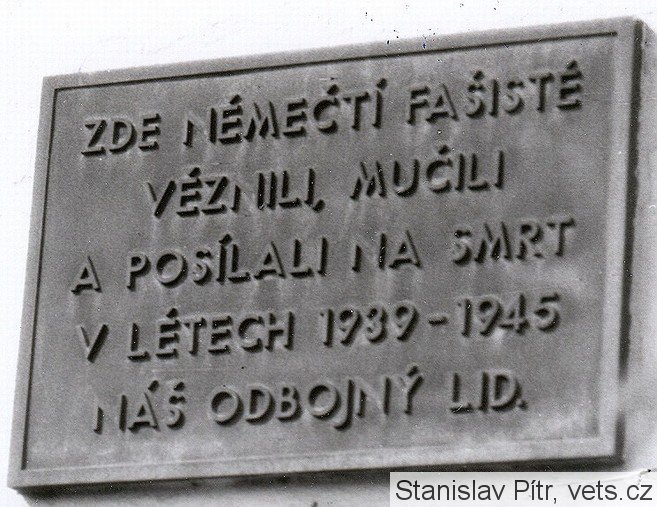 ZDE NĚMEČTÍ FAŠISTÉ
VĚZNILI, MUČILI
A POSÍLALI NA SMRT
V LÉTECH 1939-1945
NÁŠ ODBOJNÝ LID.
Stanislav Pítr, vets.cz